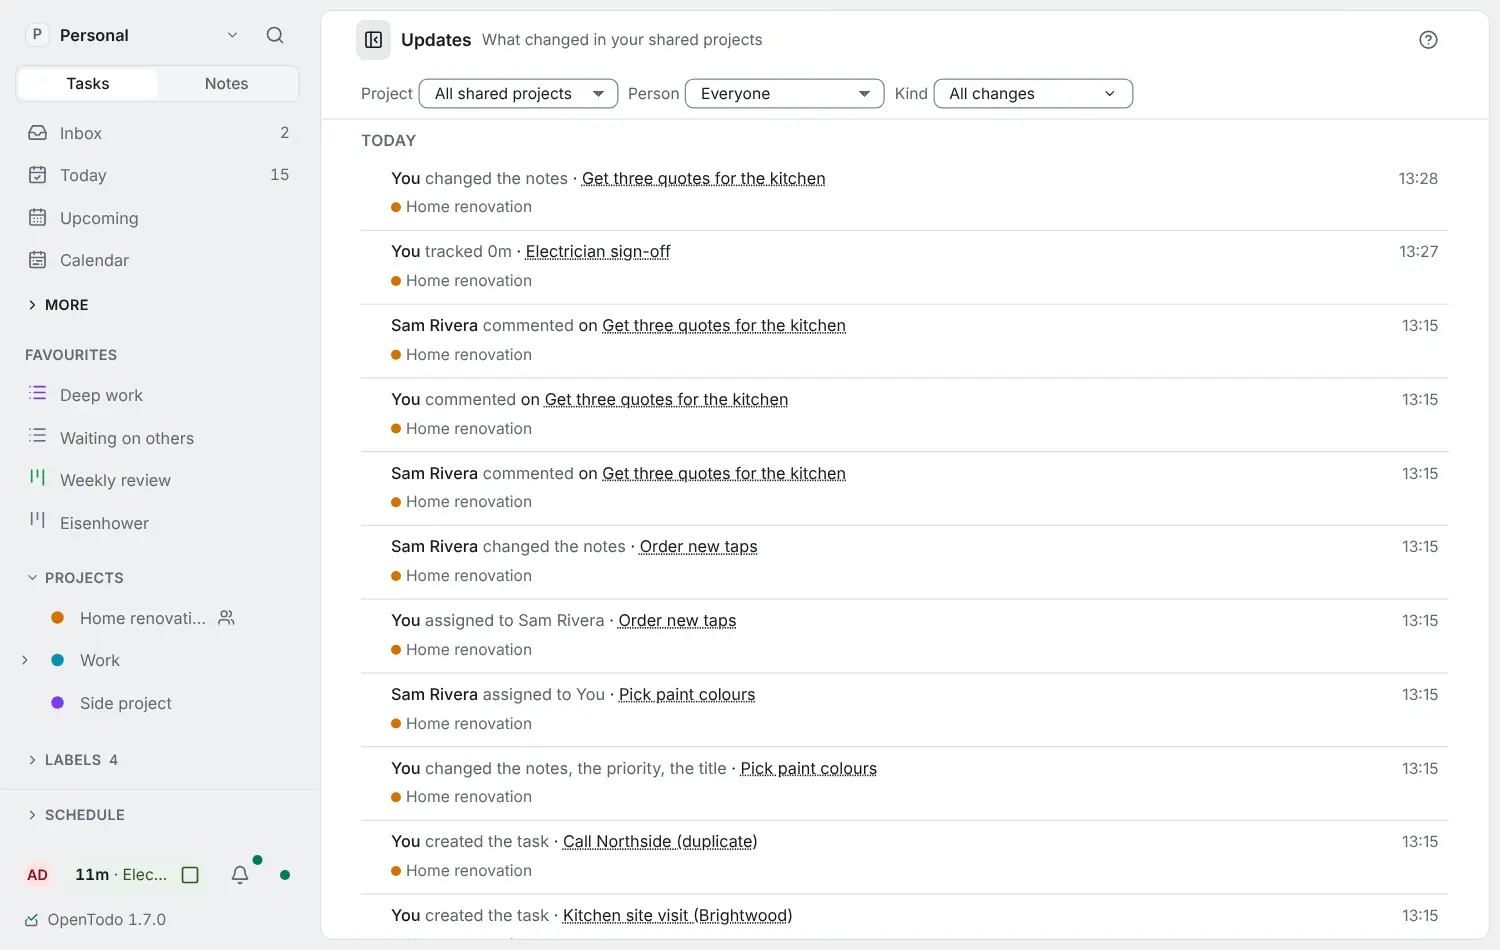 P Personal
Tasks Notes
Inbox 2
Today 15
Upcoming
Calendar
MORE
FAVOURITES
Deep work
Waiting on others
Weekly review
Eisenhower
PROJECTS
Home renovati...
Work
Side project
LABELS 4
SCHEDULE
AD 11m · Elec...
OpenTodo 1.7.0
Updates What changed in your shared projects
Project All shared projects Person Everyone Kind All changes
TODAY
You changed the notes · Get three quotes for the kitchen 13:28
Home renovation
You tracked 0m · Electrician sign-off 13:27
Home renovation
Sam Rivera commented on Get three quotes for the kitchen 13:15
Home renovation
You commented on Get three quotes for the kitchen 13:15
Home renovation
Sam Rivera commented on Get three quotes for the kitchen 13:15
Home renovation
Sam Rivera changed the notes · Order new taps 13:15
Home renovation
You assigned to Sam Rivera · Order new taps 13:15
Home renovation
Sam Rivera assigned to You · Pick paint colours 13:15
Home renovation
You changed the notes, the priority, the title · Pick paint colours 13:15
Home renovation
You created the task · Call Northside (duplicate) 13:15
Home renovation
You created the task · Kitchen site visit (Brightwood) 13:15